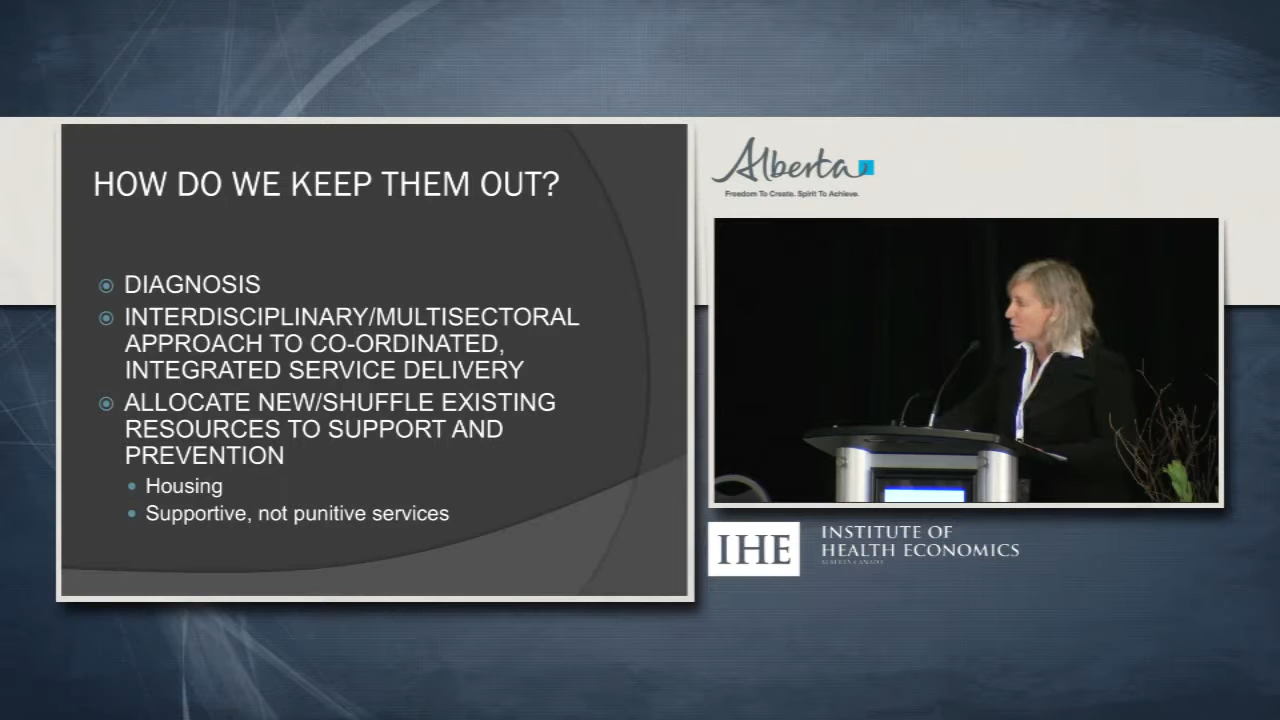 HOW DO WE KEEP THEM OUT?
DIAGNOSIS
INTERDISCIPLINARY/MULTISECTORAL
APPROACH TO CO-ORDINATED,
INTEGRATED SERVICE DELIVERY
ALLOCATE NEW/SHUFFLE EXISTING
RESOURCES TO SUPPORT AND
PREVENTION
Housing
Supportive, not punitive services
Alberta
Freedom To Create. Spirit To Achieve.
IHE
INSTITUTE OF
HEALTH ECONOMICS
ALBERTA CANADA